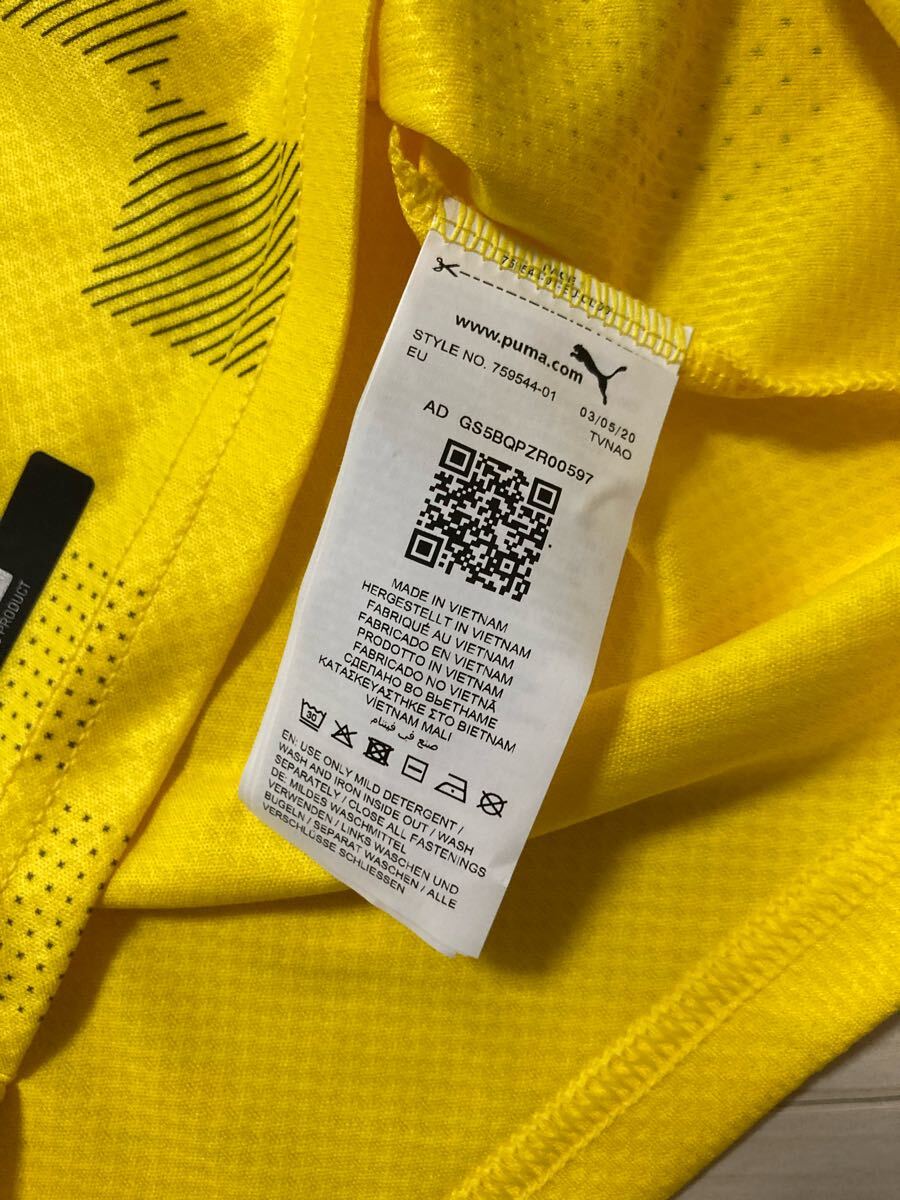 www.puma.com
STYLE NO. 759544-01
03/05/20
EU
TVNAO
AD GS5BQPZR00597
MADE IN VIETNAM
HERGESTELLT IN VIETNAM
FABRIQUÉ AU VIETNAM
FABRICADO EN VIETNAM
PRODOTTO IN VIETNAM
FABRICADO NO VIETNÃ
СДЕЛАНО ВО ВЬЕТНАМЕ
ΚΑΤΑΣΚΕΥΑΣΤΗΚΕ ΣΤΟ ΒΙΕΤΝΑΜ
VİETNAM MALI
صنع في فيتنام
30
EN: USE ONLY MILD DETERGENT /
WASH AND IRON INSIDE OUT / WASH
SEPARATELY / CLOSE ALL FASTENINGS
DE: MILDES WASCHMITTEL
VERWENDEN / LINKS WASCHEN UND
BUGELN / SEPARAT WASCHEN / ALLE
VERSCHLÜSSE SCHLIESSEN
PRODUCT